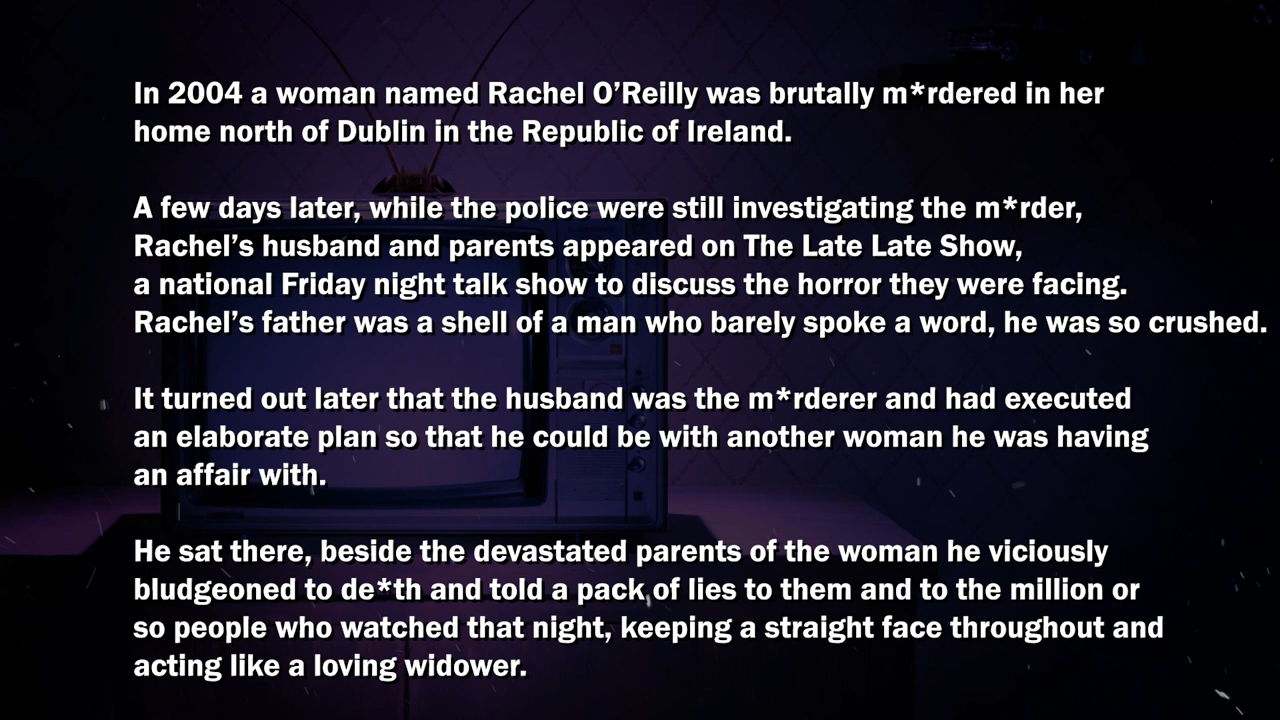 In 2004 a woman named Rachel O’Reilly was brutally m*rdered in her
home north of Dublin in the Republic of Ireland.
A few days later, while the police were still investigating the m*rder,
Rachel’s husband and parents appeared on The Late Late Show,
a national Friday night talk show to discuss the horror they were facing.
Rachel’s father was a shell of a man who barely spoke a word, he was so crushed.
It turned out later that the husband was the m*rderer and had executed
an elaborate plan so that he could be with another woman he was having
an affair with.
He sat there, beside the devastated parents of the woman he viciously
bludgeoned to de*th and told a pack of lies to them and to the million or
so people who watched that night, keeping a straight face throughout and
acting like a loving widower.